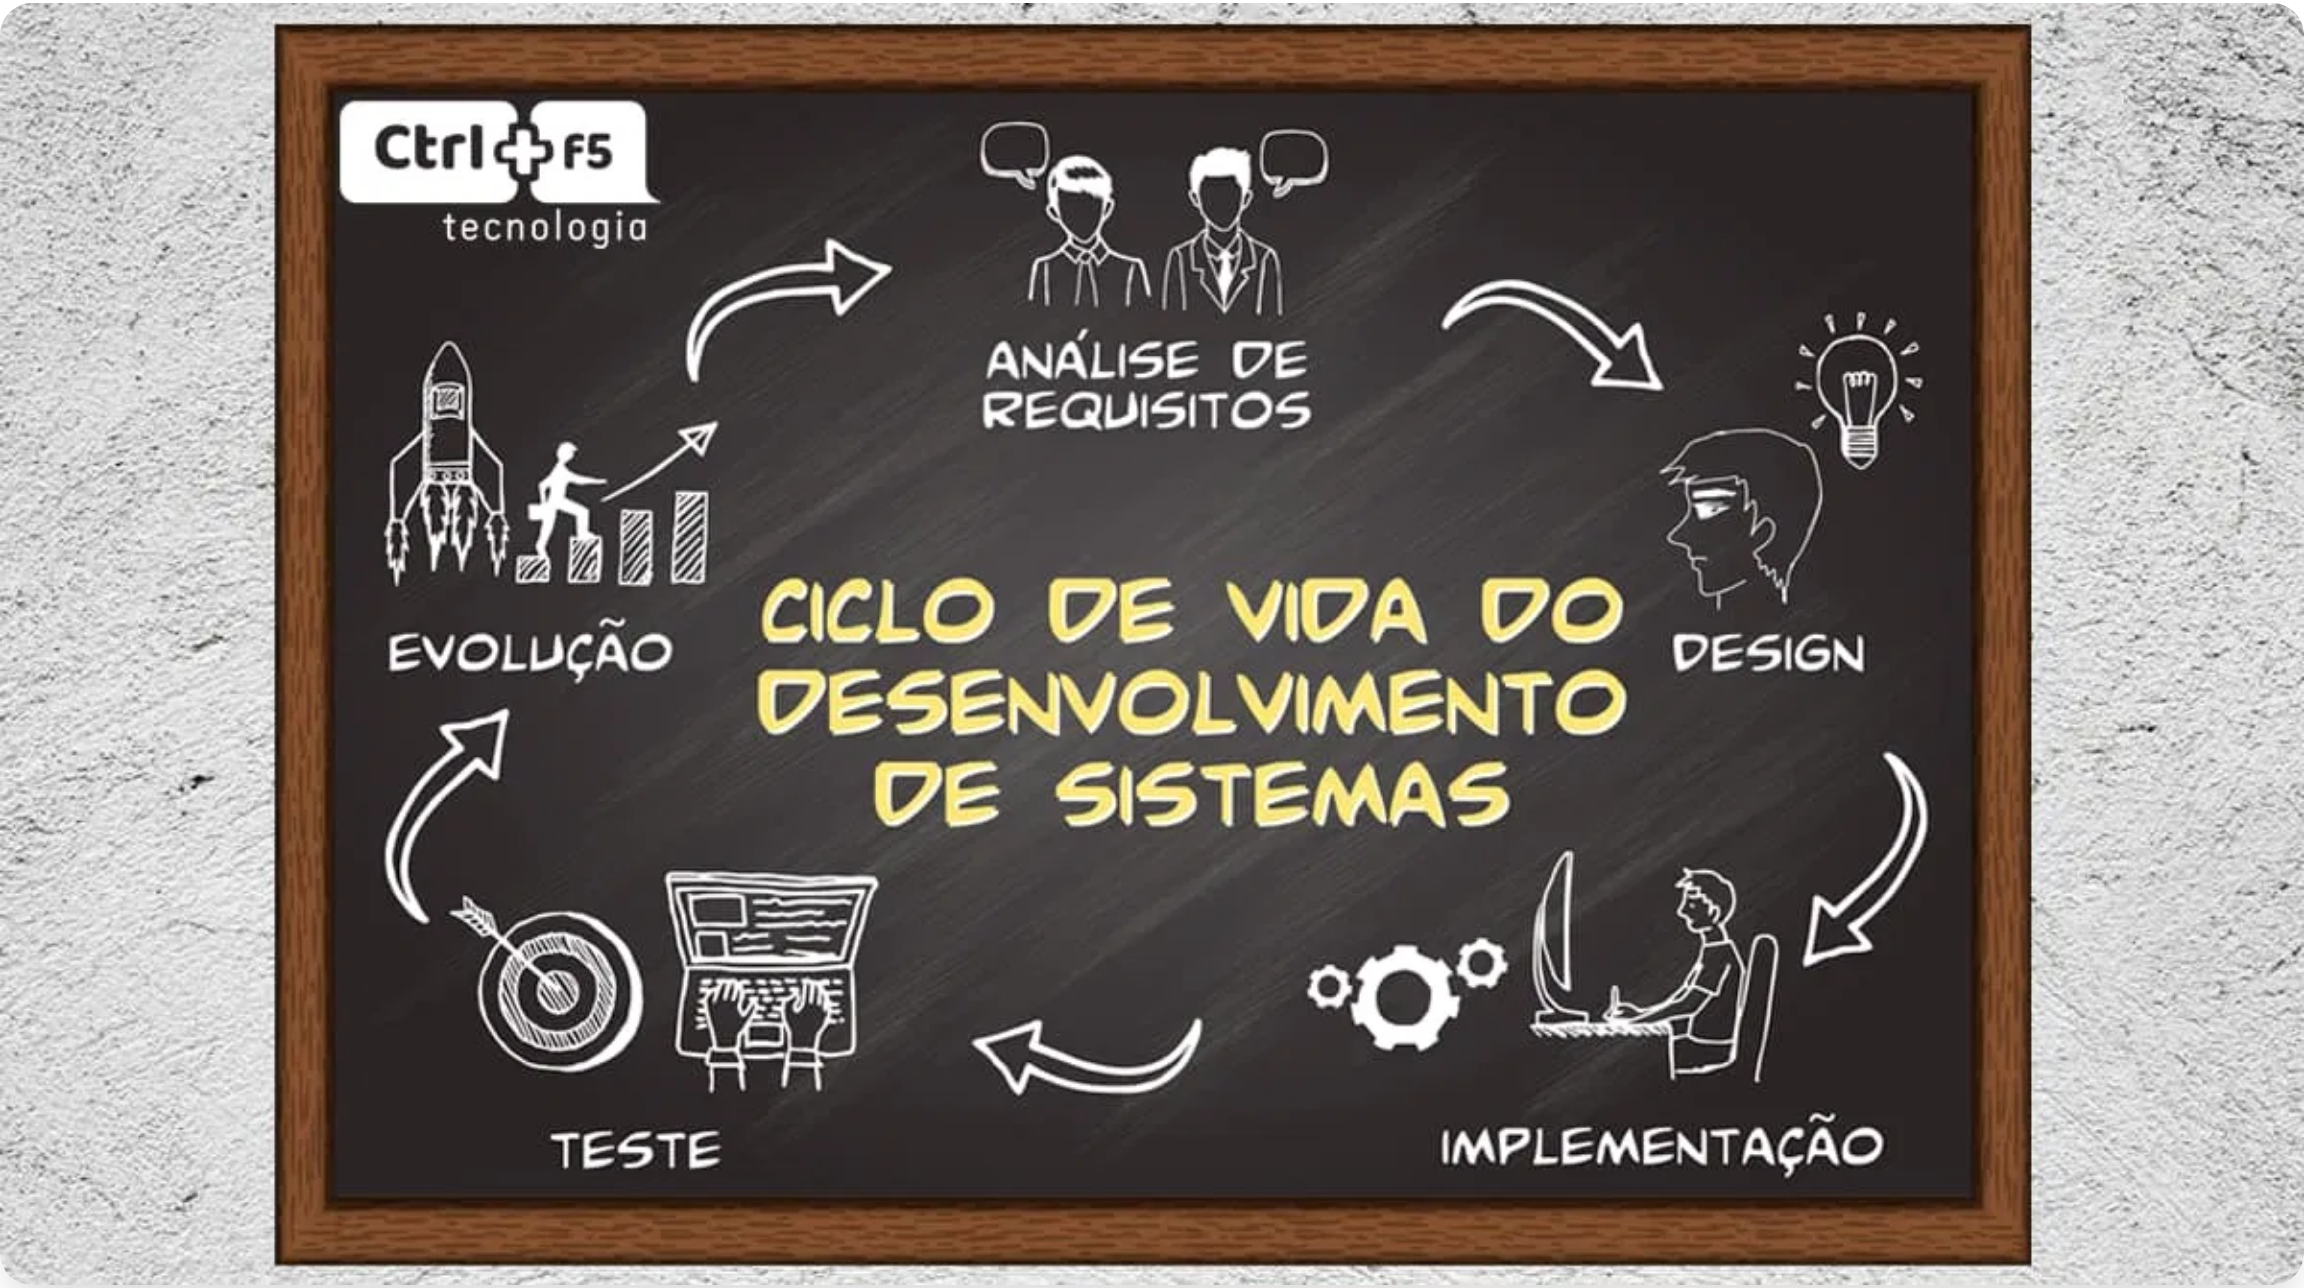 Ctrl+f5
tecnologia
ANÁLISE DE
REQUISITOS
DESIGN
EVOLUÇÃO
CICLO DE VIDA DO
DESENVOLVIMENTO
DE SISTEMAS
TESTE
IMPLEMENTAÇÃO